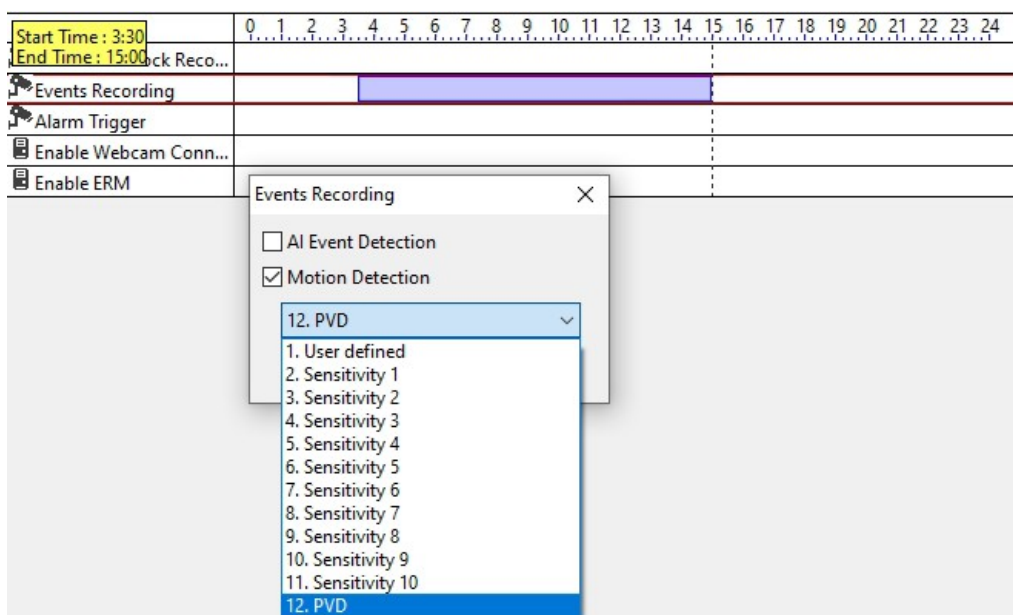 Start Time : 3:30
End Time : 15:00
0 1 2 3 4 5 6 7 8 9 10 11 12 13 14 15 16 17 18 19 20 21 22 23 24
ock Reco...
Events Recording
Alarm Trigger
Enable Webcam Conn...
Enable ERM
Events Recording
AI Event Detection
Motion Detection
12. PVD
1. User defined
2. Sensitivity 1
3. Sensitivity 2
4. Sensitivity 3
5. Sensitivity 4
6. Sensitivity 5
7. Sensitivity 6
8. Sensitivity 7
9. Sensitivity 8
10. Sensitivity 9
11. Sensitivity 10
12. PVD